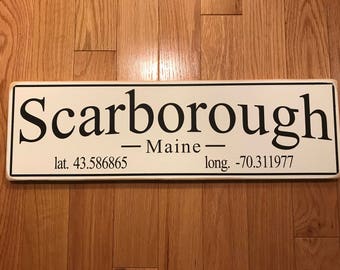 Scarborough
—Maine—
lat. 43.586865 long. -70.311977